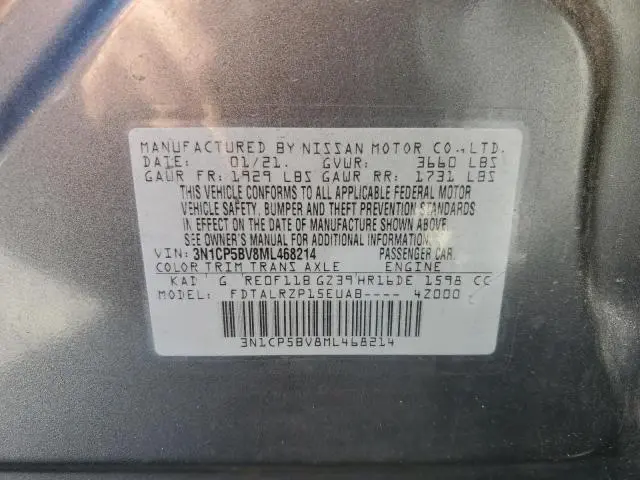 MANUFACTURED BY NISSAN MOTOR CO.,LTD.
DATE: 01/21. GVWR: 3660 LBS
GAWR FR: 1929 LBS GAWR RR: 1731 LBS
THIS VEHICLE CONFORMS TO ALL APPLICABLE FEDERAL MOTOR
VEHICLE SAFETY, BUMPER AND THEFT PREVENTION STANDARDS
IN EFFECT ON THE DATE OF MANUFACTURE SHOWN ABOVE.
SEE OWNER'S MANUAL FOR ADDITIONAL INFORMATION.
VIN: 3N1CP5BV8ML468214 PASSENGER CAR
COLOR TRIM TRANS AXLE ENGINE
KAD G RE0F11B GZ39 HR16DE 1598 CC
MODEL: FDTALRZP15EUAB---- 42000
3N1CP5BV8ML468214